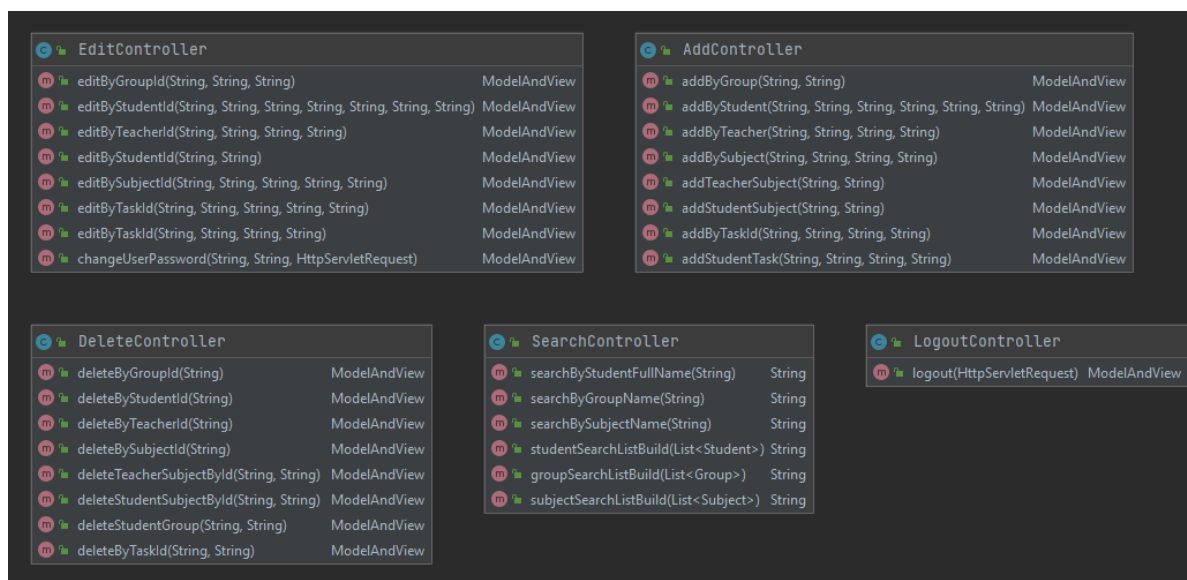 EditController
editByGroupId(String, String, String) ModelAndView
editByStudentId(String, String, String, String, String, String, String) ModelAndView
editByTeacherId(String, String, String, String) ModelAndView
editByStudentId(String, String) ModelAndView
editBySubjectId(String, String, String, String, String) ModelAndView
editByTaskId(String, String, String, String, String) ModelAndView
editByTaskId(String, String, String, String) ModelAndView
changeUserPassword(String, String, HttpServletRequest) ModelAndView
AddController
addByGroup(String, String) ModelAndView
addByStudent(String, String, String, String, String, String) ModelAndView
addByTeacher(String, String, String, String) ModelAndView
addBySubject(String, String, String, String) ModelAndView
addTeacherSubject(String, String) ModelAndView
addStudentSubject(String, String) ModelAndView
addByTaskId(String, String, String, String) ModelAndView
addStudentTask(String, String, String, String) ModelAndView
DeleteController
deleteByGroupId(String) ModelAndView
deleteByStudentId(String) ModelAndView
deleteByTeacherId(String) ModelAndView
deleteBySubjectId(String) ModelAndView
deleteTeacherSubjectById(String, String) ModelAndView
deleteStudentSubjectById(String, String) ModelAndView
deleteStudentGroup(String, String) ModelAndView
deleteByTaskId(String, String) ModelAndView
SearchController
searchByStudentFullName(String) String
searchByGroupName(String) String
searchBySubjectName(String) String
studentSearchListBuild(List<Student>) String
groupSearchListBuild(List<Group>) String
subjectSearchListBuild(List<Subject>) String
LogoutController
logout(HttpServletRequest) ModelAndView